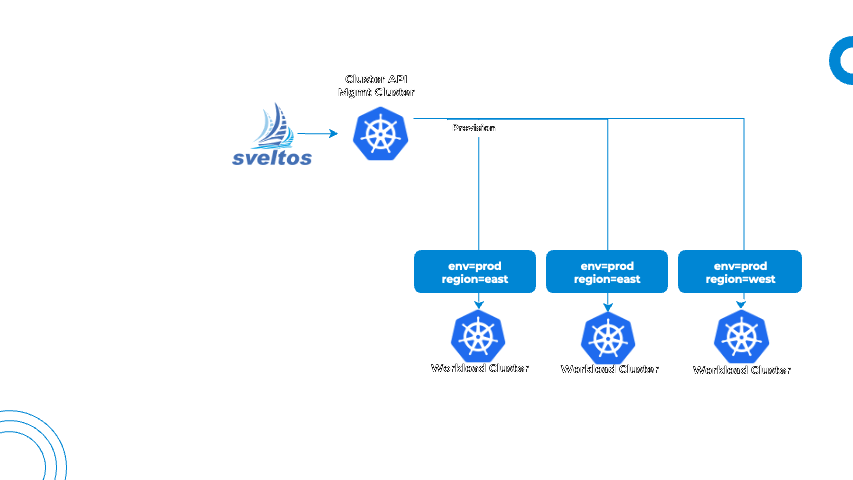 Cluster API
Mgmt Cluster
sveltos
Provision
env=prod
region=east
env=prod
region=east
env=prod
region=west
Workload Cluster
Workload Cluster
Workload Cluster